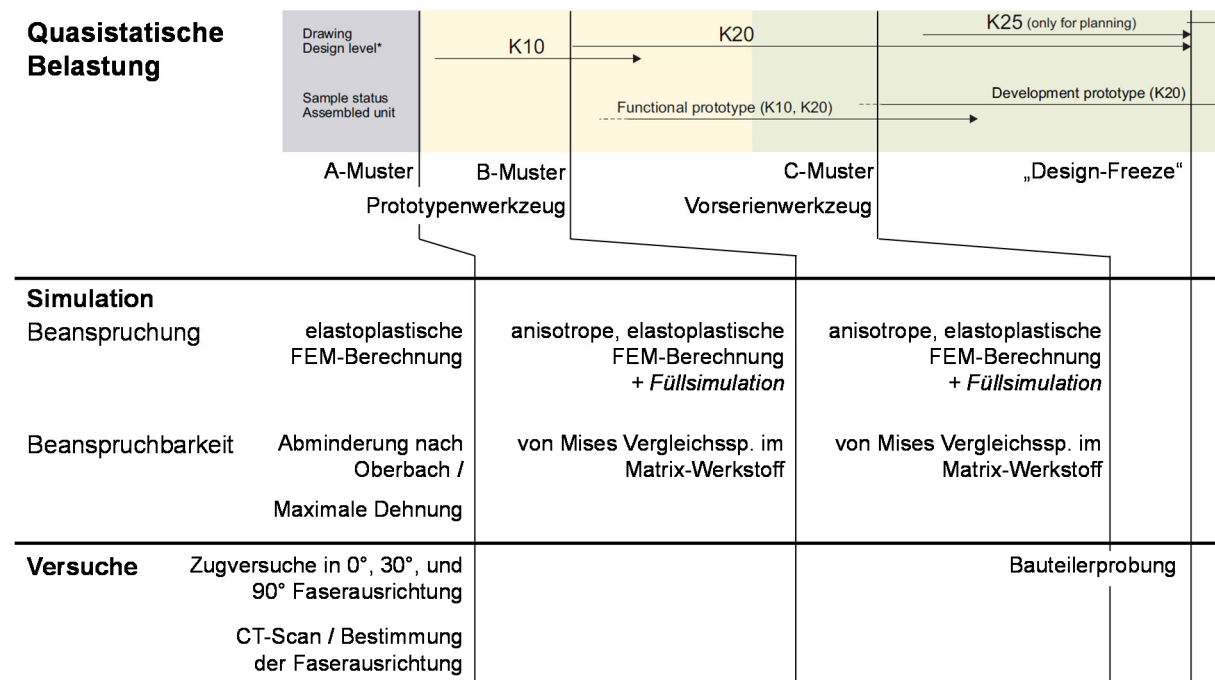 Quasistatische
Belastung
Drawing
Design level*
K10
K20
K25 (only for planning)
Sample status
Assembled unit
Functional prototype (K10, K20)
Development prototype (K20)
A-Muster
B-Muster
C-Muster
„Design-Freeze“
Prototypenwerkzeug
Vorserienwerkzeug
Simulation
Beanspruchung
elastoplastische
FEM-Berechnung
anisotrope, elastoplastische
FEM-Berechnung
+ Füllsimulation
anisotrope, elastoplastische
FEM-Berechnung
+ Füllsimulation
Beanspruchbarkeit
Abminderung nach
Oberbach /
Maximale Dehnung
von Mises Vergleichssp. im
Matrix-Werkstoff
von Mises Vergleichssp. im
Matrix-Werkstoff
Versuche
Zugversuche in 0°, 30°, und
90° Faserausrichtung
CT-Scan / Bestimmung
der Faserausrichtung
Bauteilerprobung